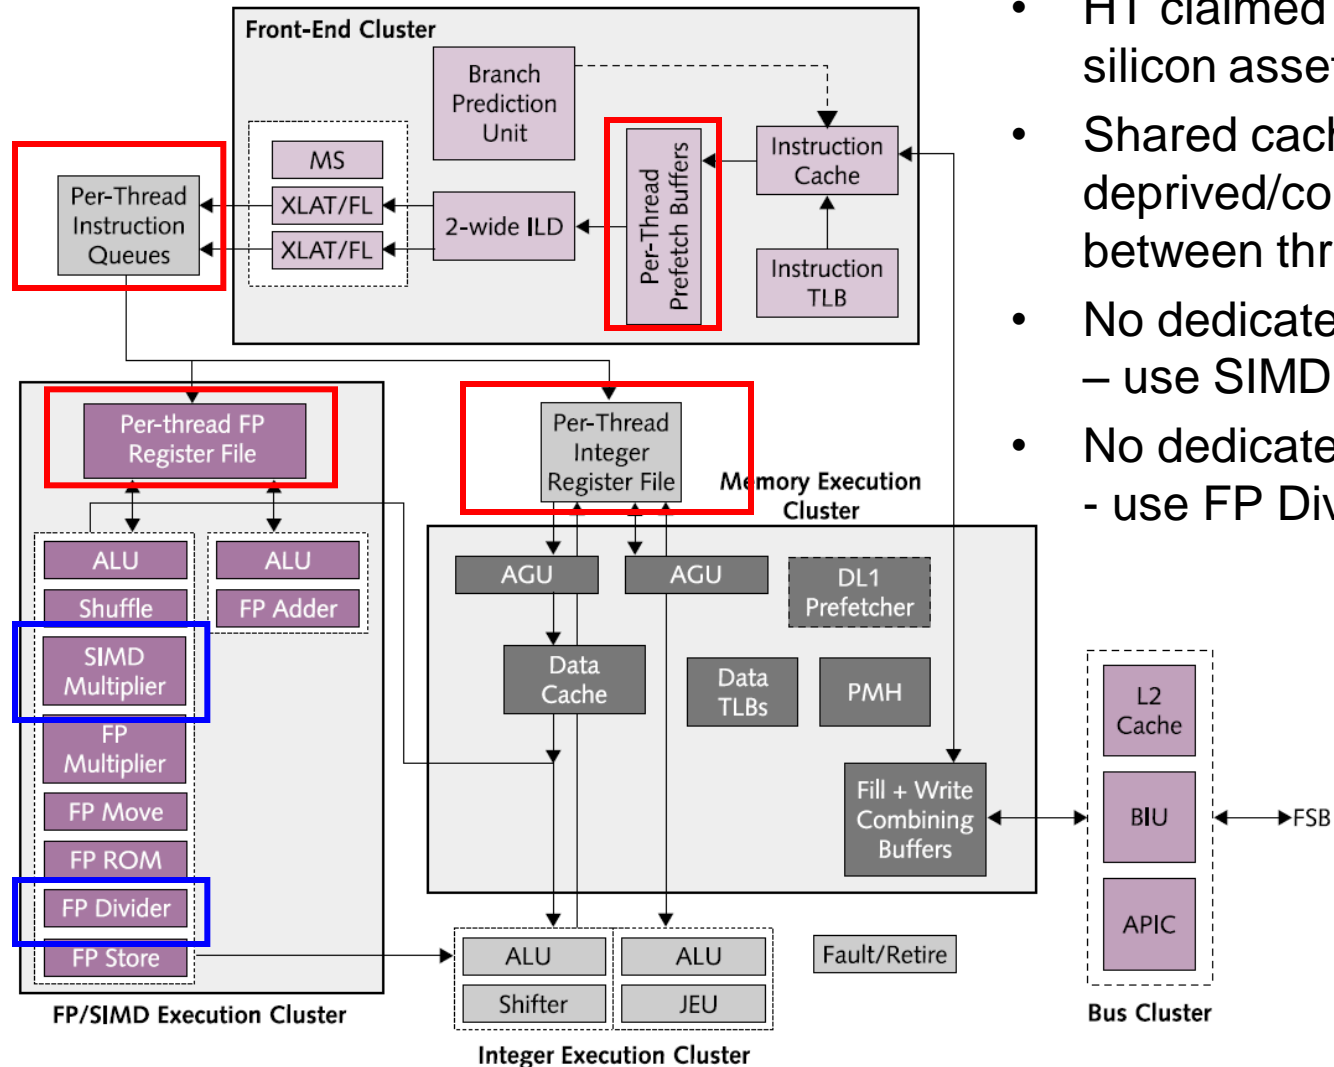 Front-End Cluster
Branch
Prediction
Unit
MS
XLAT/FL
XLAT/FL
2-wide ILD
Per-Thread
Prefetch Buffers
Instruction
Cache
Instruction
TLB
Per-Thread
Instruction
Queues
Per-thread FP
Register File
ALU
Shuffle
SIMD
Multiplier
FP
Multiplier
FP Move
FP ROM
FP Divider
FP Store
ALU
FP Adder
FP/SIMD Execution Cluster
Per-Thread
Integer
Register File
Memory Execution
Cluster
AGU
AGU
DL1
Prefetcher
Data
Cache
Data
TLBs
PMH
Fill + Write
Combining
Buffers
ALU
Shifter
ALU
JEU
Integer Execution Cluster
Fault/Retire
L2
Cache
BIU
APIC
Bus Cluster
FSB
• HT claimed
silicon asse
• Shared cach
deprived/co
between thr
• No dedicate
– use SIMD
• No dedicate
- use FP Div